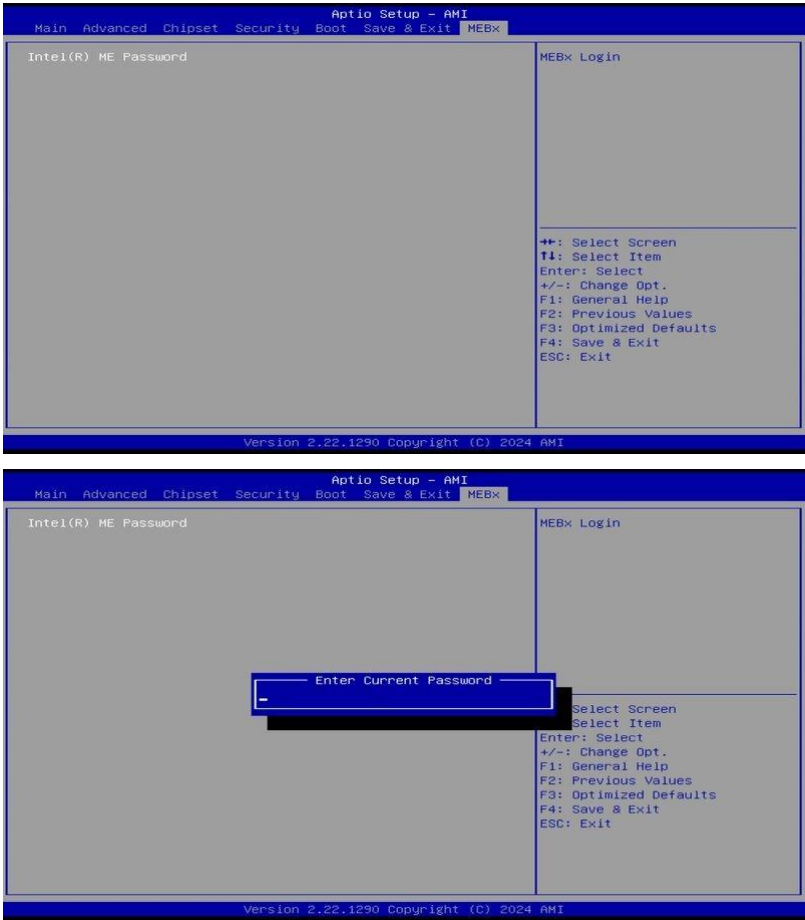 Aptio Setup – AMI
Main Advanced Chipset Security Boot Save & Exit MEBx
Intel(R) ME Password
MEBx Login
→←: Select Screen
↑↓: Select Item
Enter: Select
+/-: Change Opt.
F1: General Help
F2: Previous Values
F3: Optimized Defaults
F4: Save & Exit
ESC: Exit
Version 2.22.1290 Copyright (C) 2024 AMI
Aptio Setup – AMI
Main Advanced Chipset Security Boot Save & Exit MEBx
Intel(R) ME Password
MEBx Login
Enter Current Password
Select Screen
Select Item
Enter: Select
+/-: Change Opt.
F1: General Help
F2: Previous Values
F3: Optimized Defaults
F4: Save & Exit
ESC: Exit
Version 2.22.1290 Copyright (C) 2024 AMI